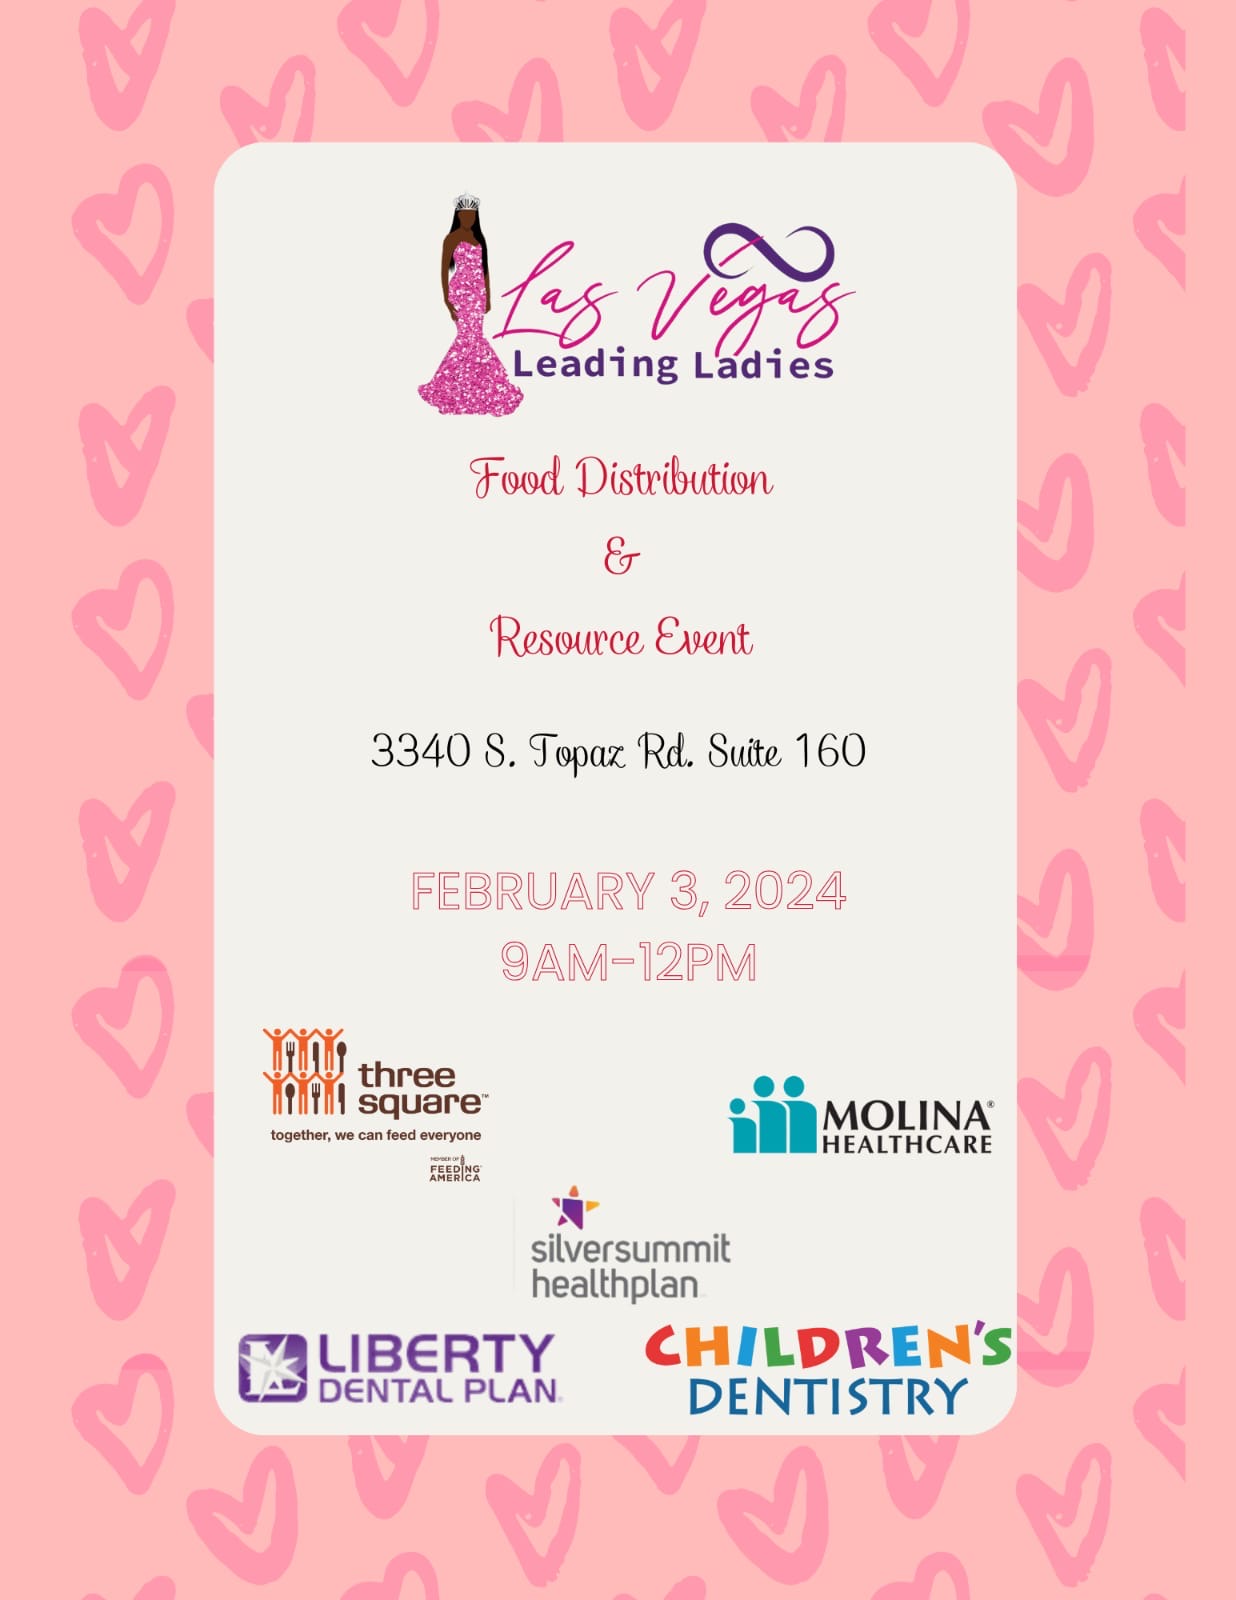 Las Vegas
Leading Ladies
Food Distribution
&
Resource Event
3340 S. Topaz Rd. Suite 160
FEBRUARY 3, 2024
9AM-12PM
three
square™
together, we can feed everyone
MEMBER OF
FEEDING
AMERICA
MOLINA®
HEALTHCARE
silversummit
healthplan
LIBERTY
DENTAL PLAN®
CHILDREN'S
DENTISTRY